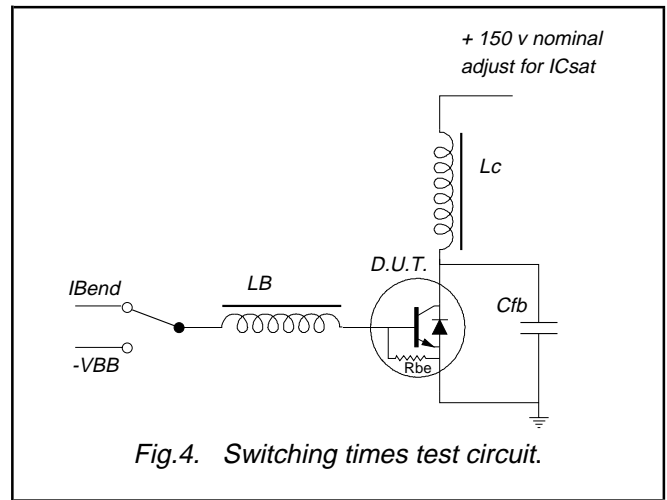 + 150 v nominal
adjust for ICsat
Lc
D.U.T.
IBend
LB
Cfb
-VBB
Rbe
Fig.4. Switching times test circuit.